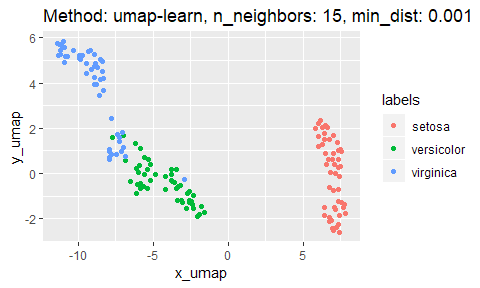 Method: umap-learn, n_neighbors: 15, min_dist: 0.001
6
4
2
0
-2
y_umap
-10
-5
0
5
x_umap
labels
setosa
versicolor
virginica